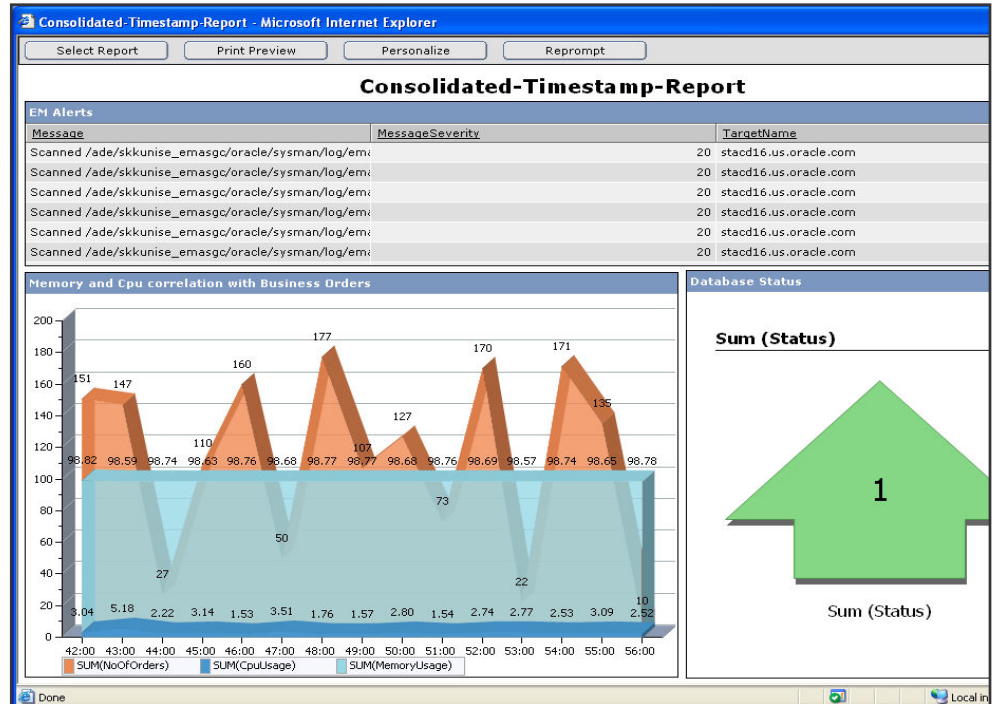 Consolidated-Timestamp-Report - Microsoft Internet Explorer
Select Report Print Preview Personalize Reprompt
Consolidated-Timestamp-Report
EM Alerts
Message MessageSeverity TargetName
Scanned /ade/skkunise_emasgc/oracle/sysman/log/ema 20 stacd16.us.oracle.com
Scanned /ade/skkunise_emasgc/oracle/sysman/log/ema 20 stacd16.us.oracle.com
Scanned /ade/skkunise_emasgc/oracle/sysman/log/ema 20 stacd16.us.oracle.com
Scanned /ade/skkunise_emasgc/oracle/sysman/log/ema 20 stacd16.us.oracle.com
Scanned /ade/skkunise_emasgc/oracle/sysman/log/ema 20 stacd16.us.oracle.com
Scanned /ade/skkunise_emasgc/oracle/sysman/log/ema 20 stacd16.us.oracle.com
Memory and Cpu correlation with Business Orders
200
180
160
140
120
100
80
60
40
20
0
151 147 27 110 160 50 177 107 127 73 170 22 171 135 10
98.82 98.59 98.74 98.63 98.76 98.68 98.77 98.77 98.68 98.76 98.69 98.57 98.74 98.65 98.78
3.04 5.18 2.22 3.14 1.53 3.51 1.76 1.57 2.80 1.54 2.74 2.77 2.53 3.09 2.52
42:00 43:00 44:00 45:00 46:00 47:00 48:00 49:00 50:00 51:00 52:00 53:00 54:00 55:00 56:00
SUM(NoOfOrders) SUM(CpuUsage) SUM(MemoryUsage)
Database Status
Sum (Status)
1
Sum (Status)
Done
Local in